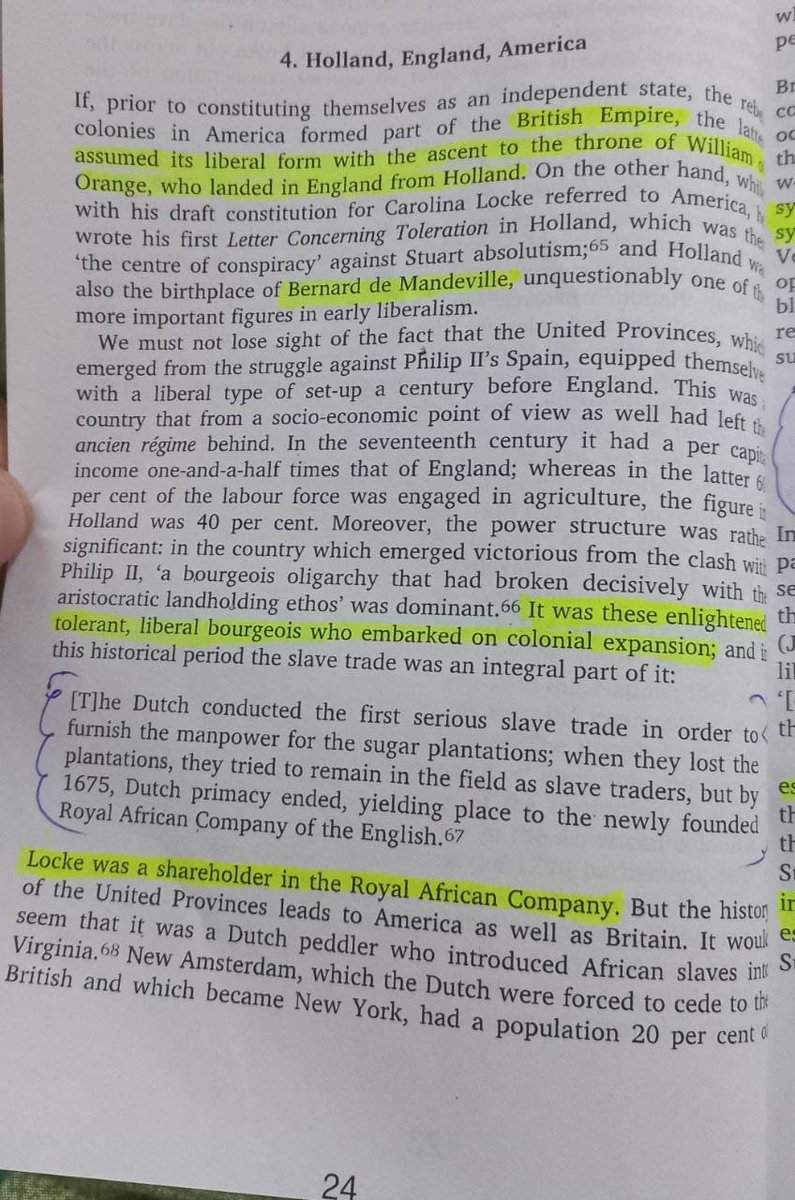 4. Holland, England, America
If, prior to constituting themselves as an independent state, the
colonies in America formed part of the British Empire, the
assumed its liberal form with the ascent to the throne of William
Orange, who landed in England from Holland. On the other hand,
with his draft constitution for Carolina Locke referred to America,
wrote his first Letter Concerning Toleration in Holland, which was the
‘the centre of conspiracy’ against Stuart absolutism;65 and Holland
also the birthplace of Bernard de Mandeville, unquestionably one of
more important figures in early liberalism.
We must not lose sight of the fact that the United Provinces,
emerged from the struggle against Philip II’s Spain, equipped
with a liberal type of set-up a century before England. This was
country that from a socio-economic point of view as well had left
ancien régime behind. In the seventeenth century it had a per
income one-and-a-half times that of England; whereas in the latter
per cent of the labour force was engaged in agriculture, the figure
Holland was 40 per cent. Moreover, the power structure was
significant: in the country which emerged victorious from the clash
Philip II, ‘a bourgeois oligarchy that had broken decisively with
aristocratic landholding ethos’ was dominant.66 It was these enlightened
tolerant, liberal bourgeois who embarked on colonial expansion; and
this historical period the slave trade was an integral part of it:
[T]he Dutch conducted the first serious slave trade in order to
furnish the manpower for the sugar plantations; when they lost the
plantations, they tried to remain in the field as slave traders, but by
1675, Dutch primacy ended, yielding place to the newly founded
Royal African Company of the English.67
Locke was a shareholder in the Royal African Company. But the
of the United Provinces leads to America as well as Britain. It
seem that it was a Dutch peddler who introduced African slaves
Virginia.68 New Amsterdam, which the Dutch were forced to cede to
British and which became New York, had a population 20 per cent
24